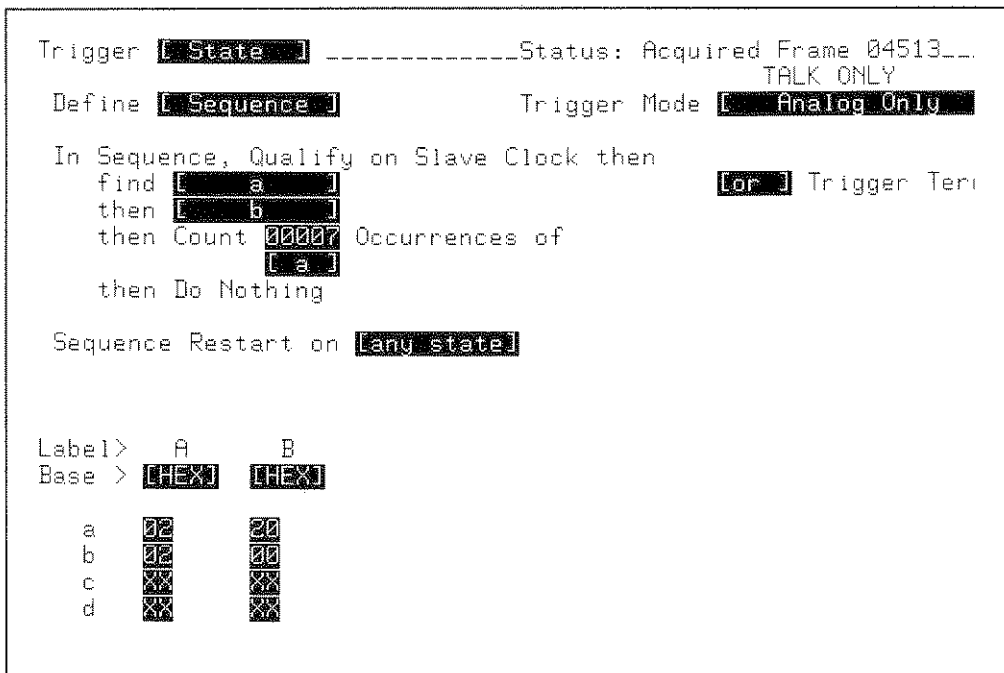 Trigger [ State ] _____________Status: Acquired Frame 04513__.
TALK ONLY
Define [ Sequence ] Trigger Mode [ Analog Only
In Sequence, Qualify on Slave Clock then
find [ a ] [or ] Trigger
then [ b ]
then Count 00007 Occurrences of
[ a ]
then Do Nothing
Sequence Restart on [any state]
Label> A B
Base > [HEX] [HEX]
a 02 20
b 02 00
c XX XX
d XX XX